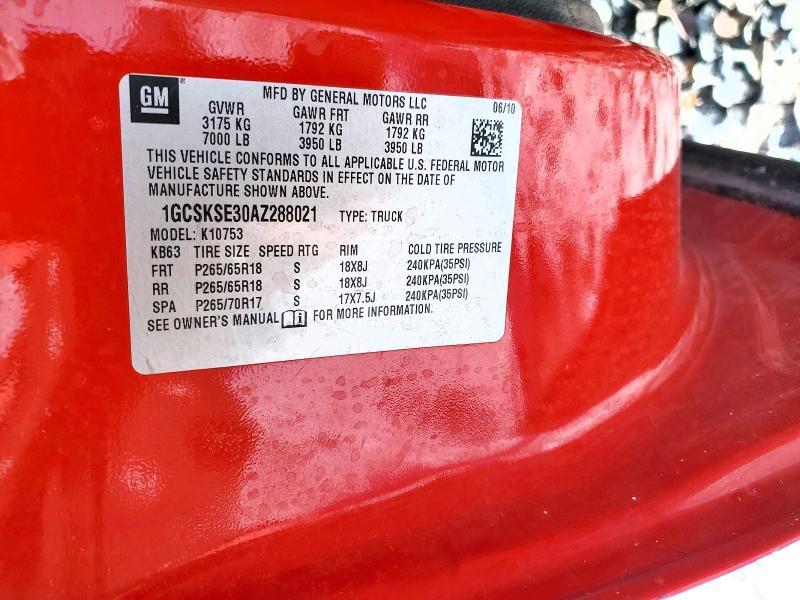 GM
MFD BY GENERAL MOTORS LLC 06/10
GVWR GAWR FRT GAWR RR
3175 KG 1792 KG 1792 KG
7000 LB 3950 LB 3950 LB
THIS VEHICLE CONFORMS TO ALL APPLICABLE U.S. FEDERAL MOTOR
VEHICLE SAFETY STANDARDS IN EFFECT ON THE DATE OF
MANUFACTURE SHOWN ABOVE.
1GCSKSE30AZ288021 TYPE: TRUCK
MODEL: K10753
KB63 TIRE SIZE SPEED RTG RIM COLD TIRE PRESSURE
FRT P265/65R18 S 18X8J 240KPA(35PSI)
RR P265/65R18 S 18X8J 240KPA(35PSI)
SPA P265/70R17 S 17X7.5J 240KPA(35PSI)
SEE OWNER'S MANUAL i FOR MORE INFORMATION.